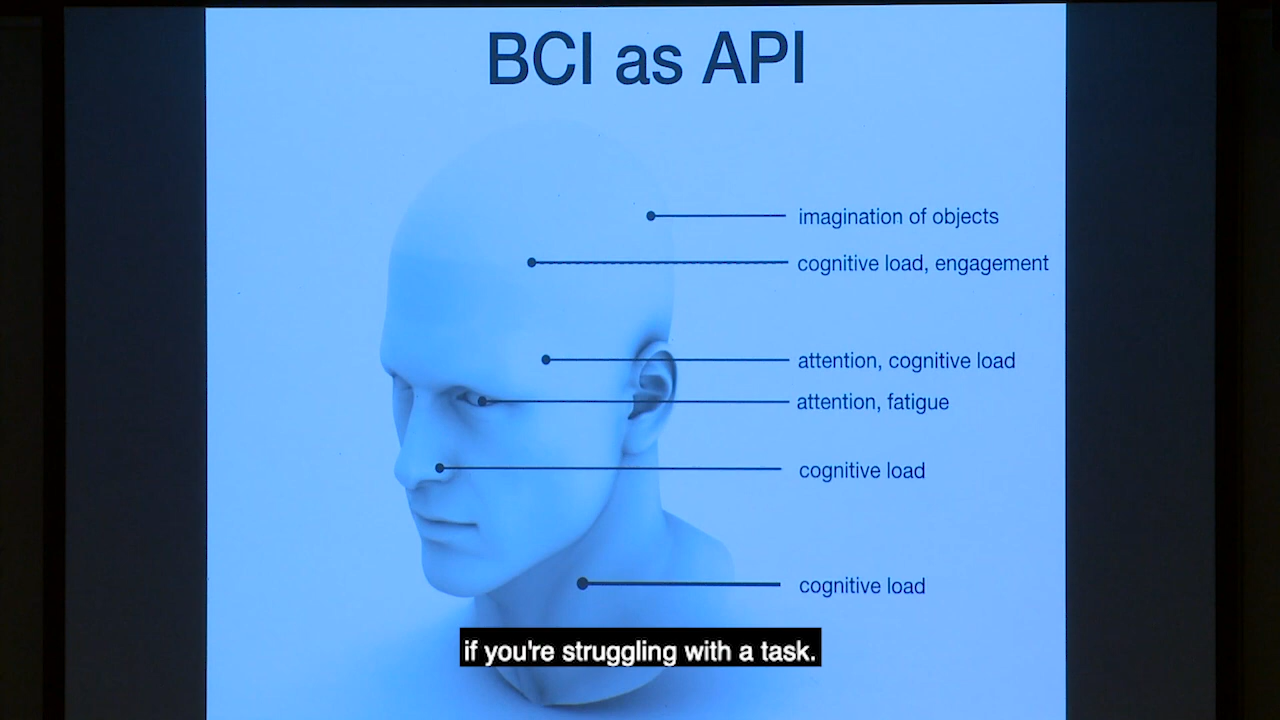 BCI as API
imagination of objects
cognitive load, engagement
attention, cognitive load
attention, fatigue
cognitive load
cognitive load
if you're struggling with a task.